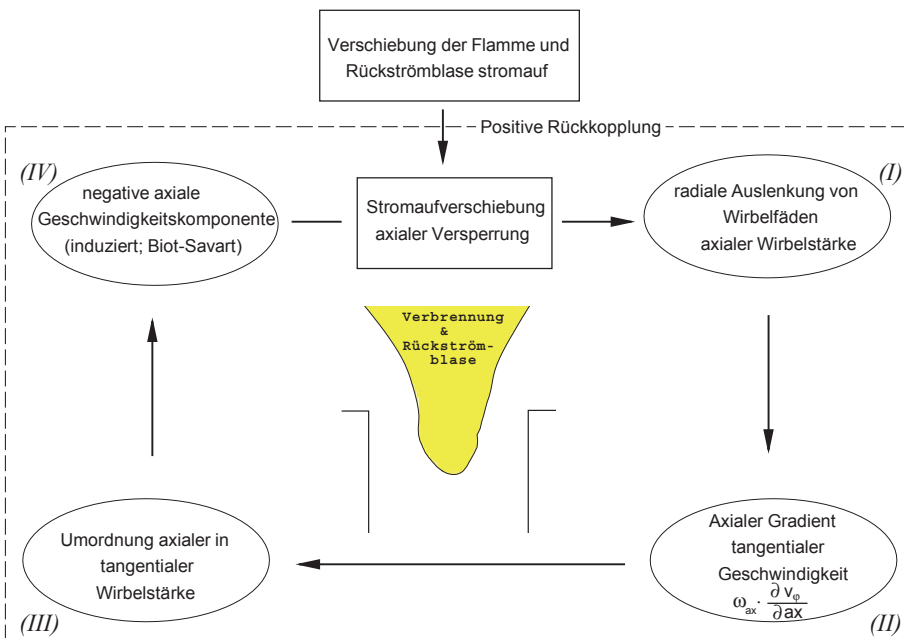 Verschiebung der Flamme und
Rückströmblase stromauf
Positive Rückkopplung
(IV)
negative axiale
Geschwindigkeitskomponente
(induziert; Biot-Savart)
Stromaufverschiebung
axialer Versperrung
(I)
radiale Auslenkung von
Wirbelfäden
axialer Wirbelstärke
Verbrennung
&
Rückström-
blase
Umordnung axialer in
tangentialer
Wirbelstärke
(III)
Axialer Gradient
tangentialer
Geschwindigkeit
ω_ax · ∂ v_φ / ∂ ax
(II)